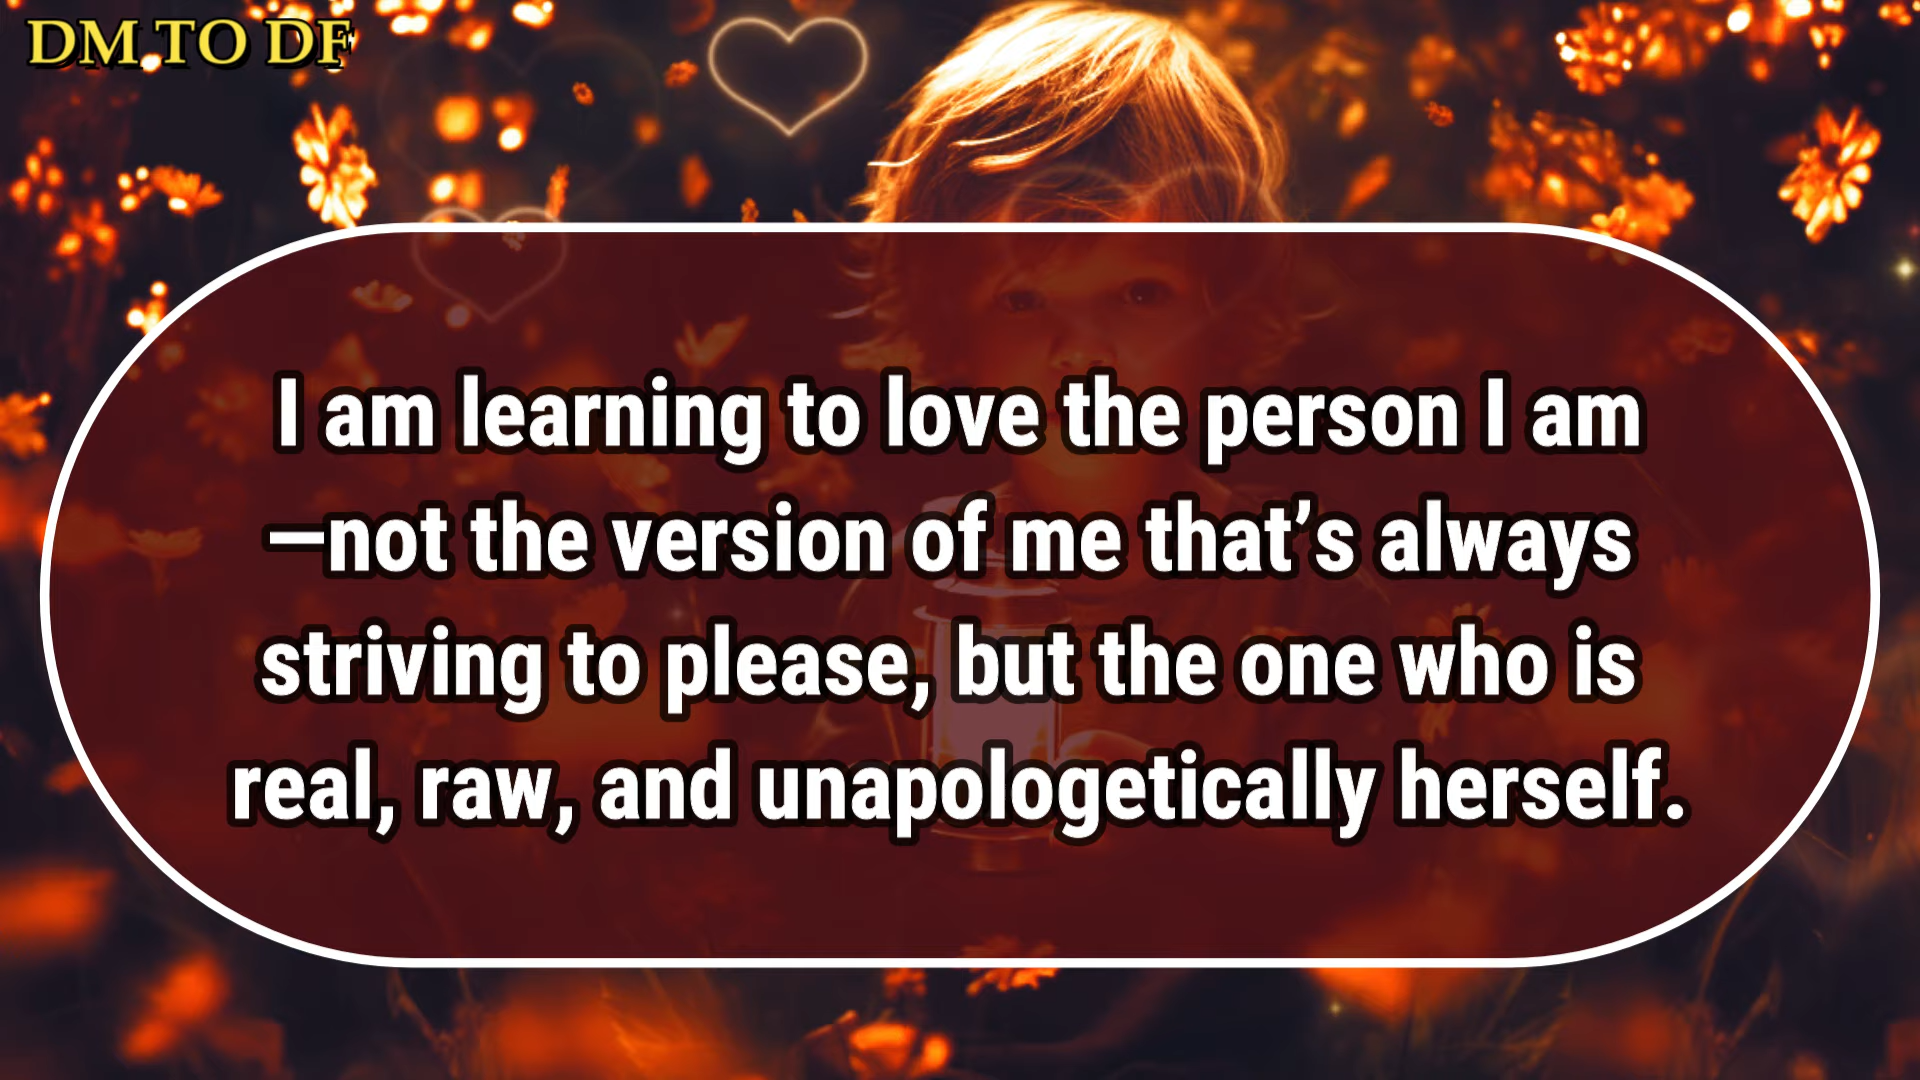 DM TO DF
I am learning to love the person I am
—not the version of me that’s always
striving to please, but the one who is
real, raw, and unapologetically herself.